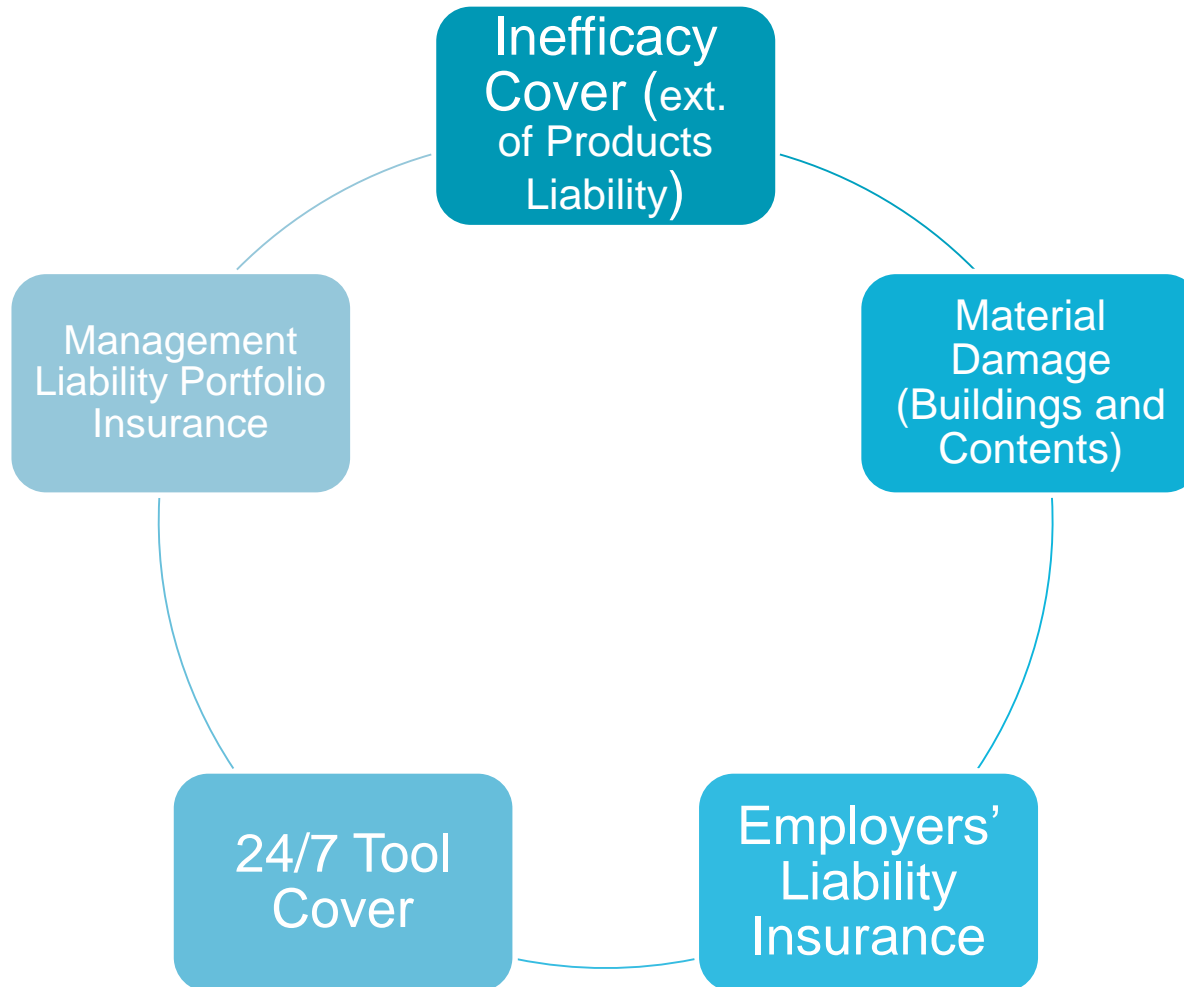 Inefficacy
Cover (ext.
of Products
Liability)
Material
Damage
(Buildings and
Contents)
Employers’
Liability
Insurance
24/7 Tool
Cover
Management
Liability Portfolio
Insurance